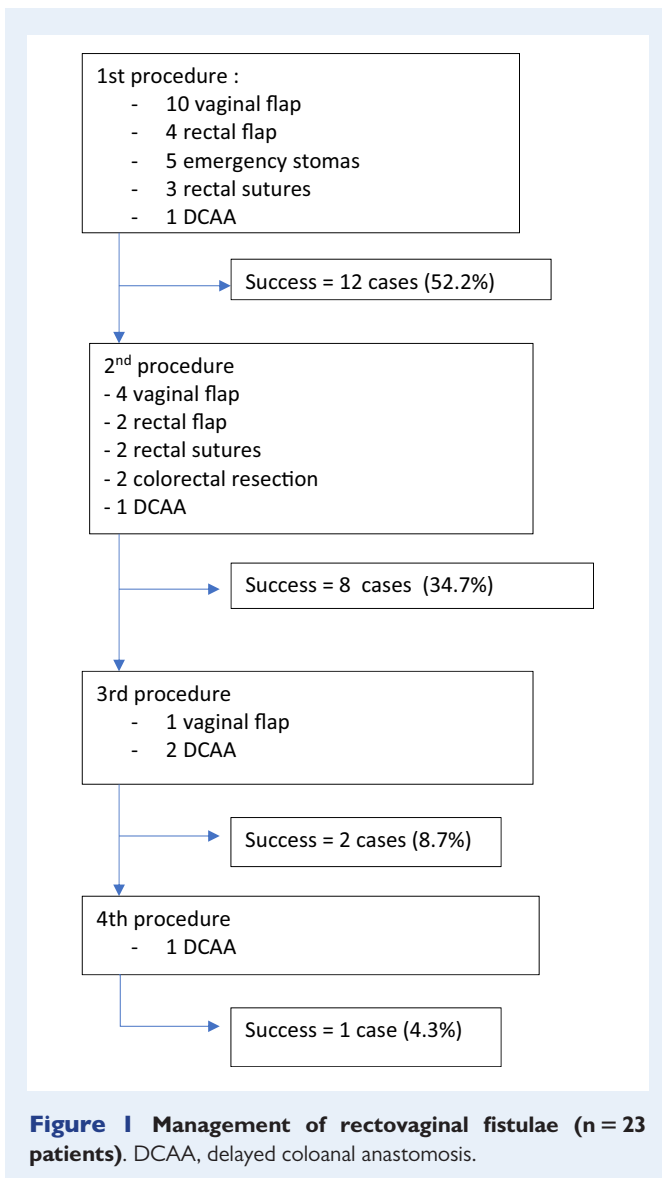 1st procedure :
- 10 vaginal flap
- 4 rectal flap
- 5 emergency stomas
- 3 rectal sutures
- 1 DCAA
Success = 12 cases (52.2%)
2nd procedure
- 4 vaginal flap
- 2 rectal flap
- 2 rectal sutures
- 2 colorectal resection
- 1 DCAA
Success = 8 cases (34.7%)
3rd procedure
- 1 vaginal flap
- 2 DCAA
Success = 2 cases (8.7%)
4th procedure
- 1 DCAA
Success = 1 case (4.3%)
Figure 1 Management of rectovaginal fistulae (n = 23
patients). DCAA, delayed coloanal anastomosis.